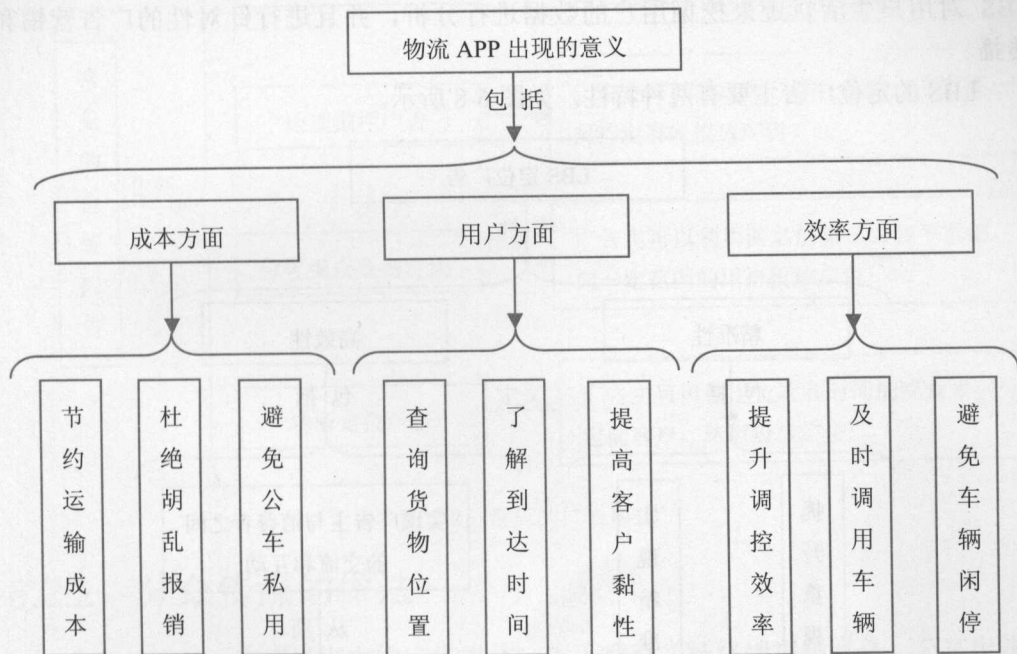 物流 APP 出现的意义
包 括
成本方面
用户方面
效率方面
节约运输成本
杜绝胡乱报销
避免公车私用
查询货物位置
了解到达时间
提高客户黏性
提升调控效率
及时调用车辆
避免车辆闲停